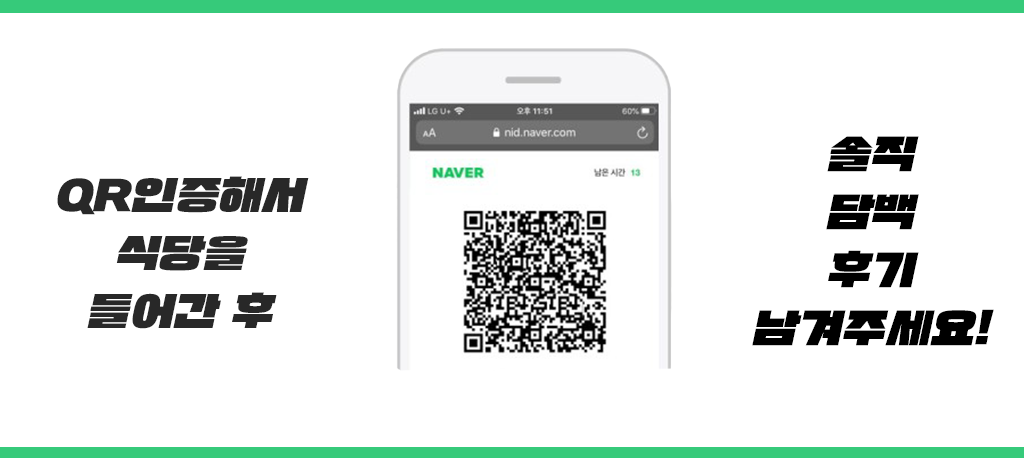 QR인증해서
식당을
들어간 후
LG U+ 오후 11:51 60%
AA nid.naver.com
NAVER 남은 시간 13
솔직
담백
후기
남겨주세요!